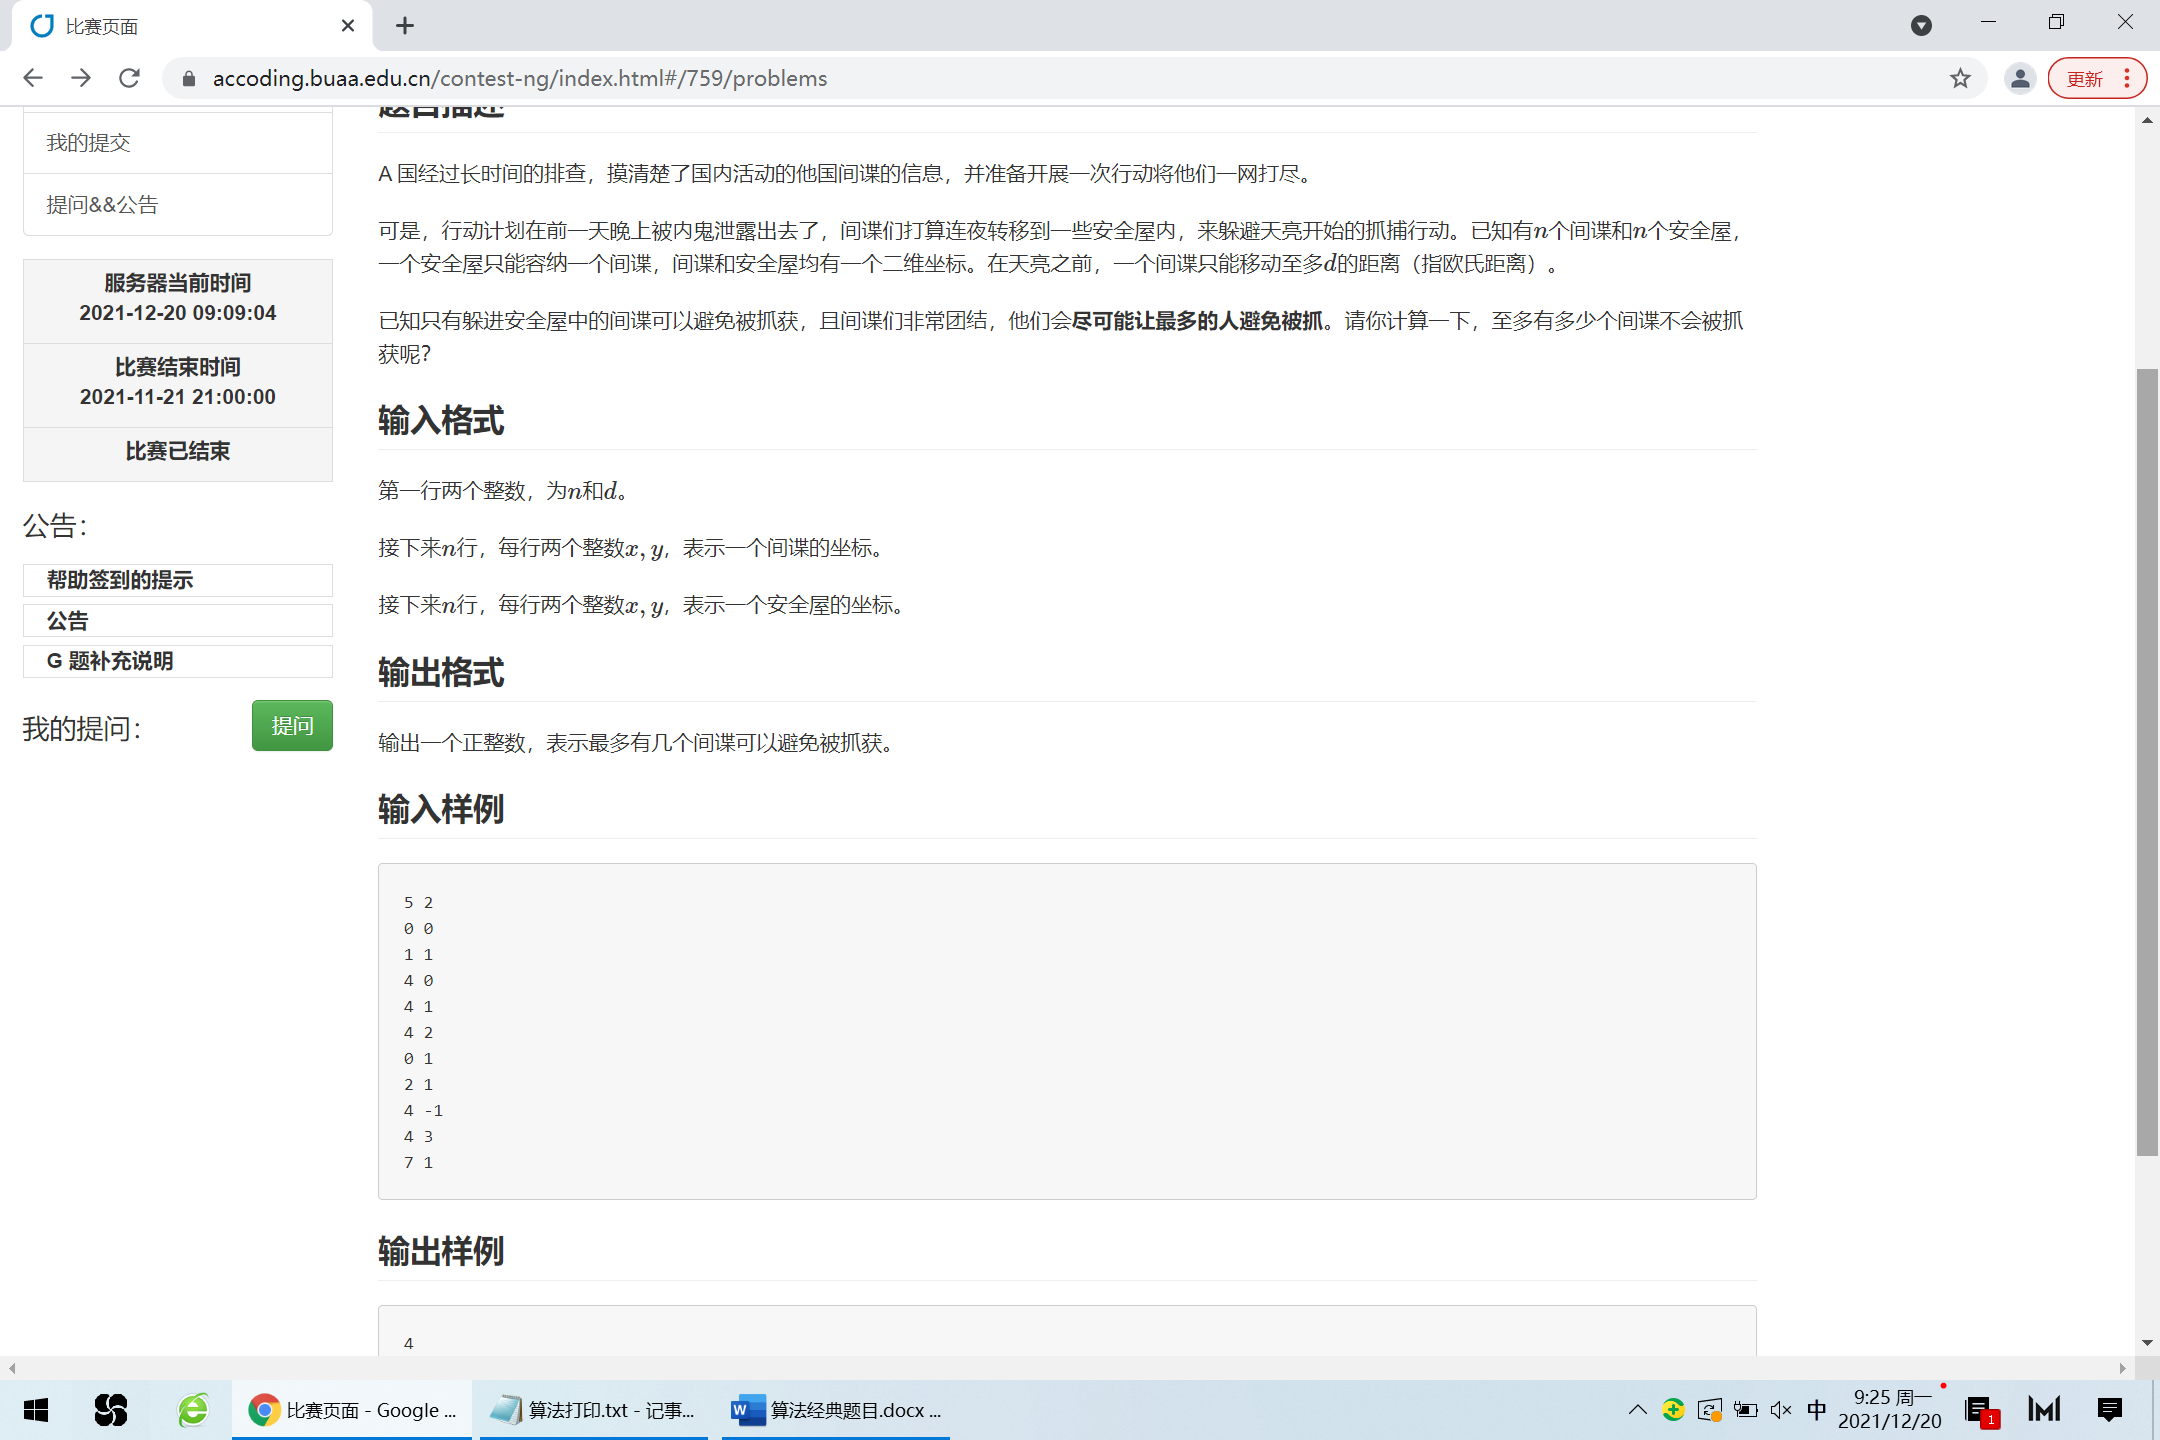 比赛页面
accoding.buaa.edu.cn/contest-ng/index.html#/759/problems
更新
题目描述
我的提交
提问&&公告
服务器当前时间
2021-12-20 09:09:04
比赛结束时间
2021-11-21 21:00:00
比赛已结束
公告：
帮助签到的提示
公告
G 题补充说明
我的提问：
提问
A 国经过长时间的排查，摸清楚了国内活动的他国间谍的信息，并准备开展一次行动将他们一网打尽。
可是，行动计划在前一天晚上被内鬼泄露出去了，间谍们打算连夜转移到一些安全屋内，来躲避天亮开始的抓捕行动。已知有n个间谍和n个安全屋，
一个安全屋只能容纳一个间谍，间谍和安全屋均有一个二维坐标。在天亮之前，一个间谍只能移动至多d的距离（指欧氏距离）。
已知只有躲进安全屋中的间谍可以避免被抓获，且间谍们非常团结，他们会尽可能让最多的人避免被抓。请你计算一下，至多有多少个间谍不会被抓
获呢？
输入格式
第一行两个整数，为n和d。
接下来n行，每行两个整数x, y，表示一个间谍的坐标。
接下来n行，每行两个整数x, y，表示一个安全屋的坐标。
输出格式
输出一个正整数，表示最多有几个间谍可以避免被抓获。
输入样例
5 2
0 0
1 1
4 0
4 1
4 2
0 1
2 1
4 -1
4 3
7 1
输出样例
4
比赛页面 - Google ...
算法打印.txt - 记事...
算法经典题目.docx ...
中
9:25 周一
2021/12/20
1